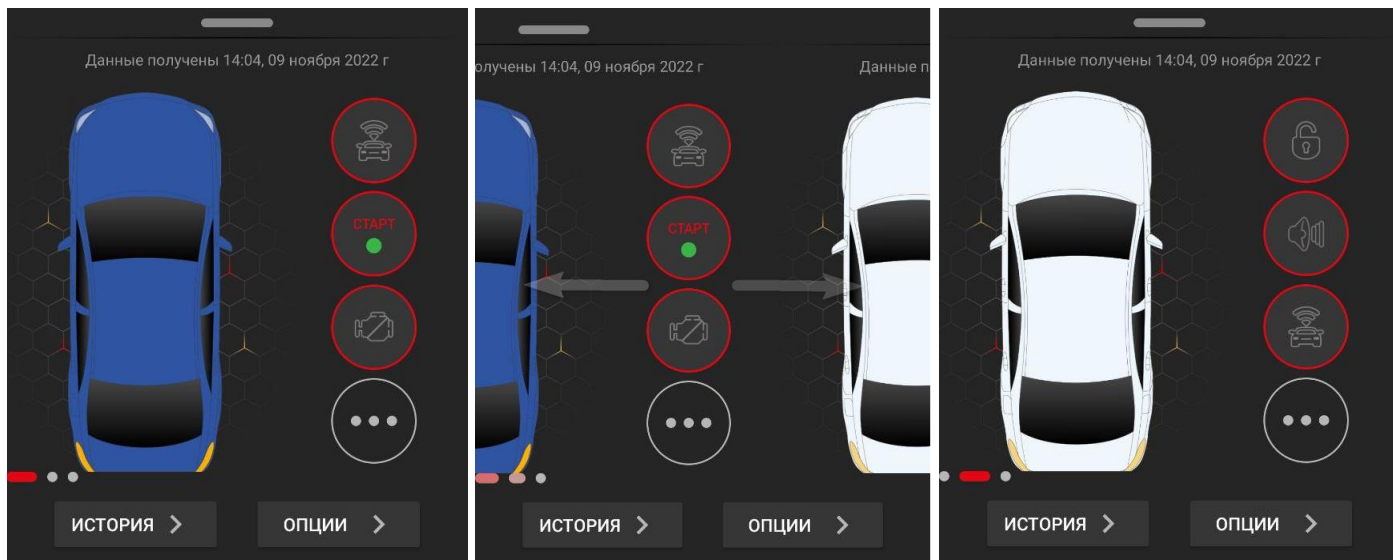 Данные получены 14:04, 09 ноября 2022 г
СТАРТ
ИСТОРИЯ
ОПЦИИ
олучены 14:04, 09 ноября 2022 г
Данные п
СТАРТ
ИСТОРИЯ
ОПЦИИ
Данные получены 14:04, 09 ноября 2022 г
ИСТОРИЯ
ОПЦИИ